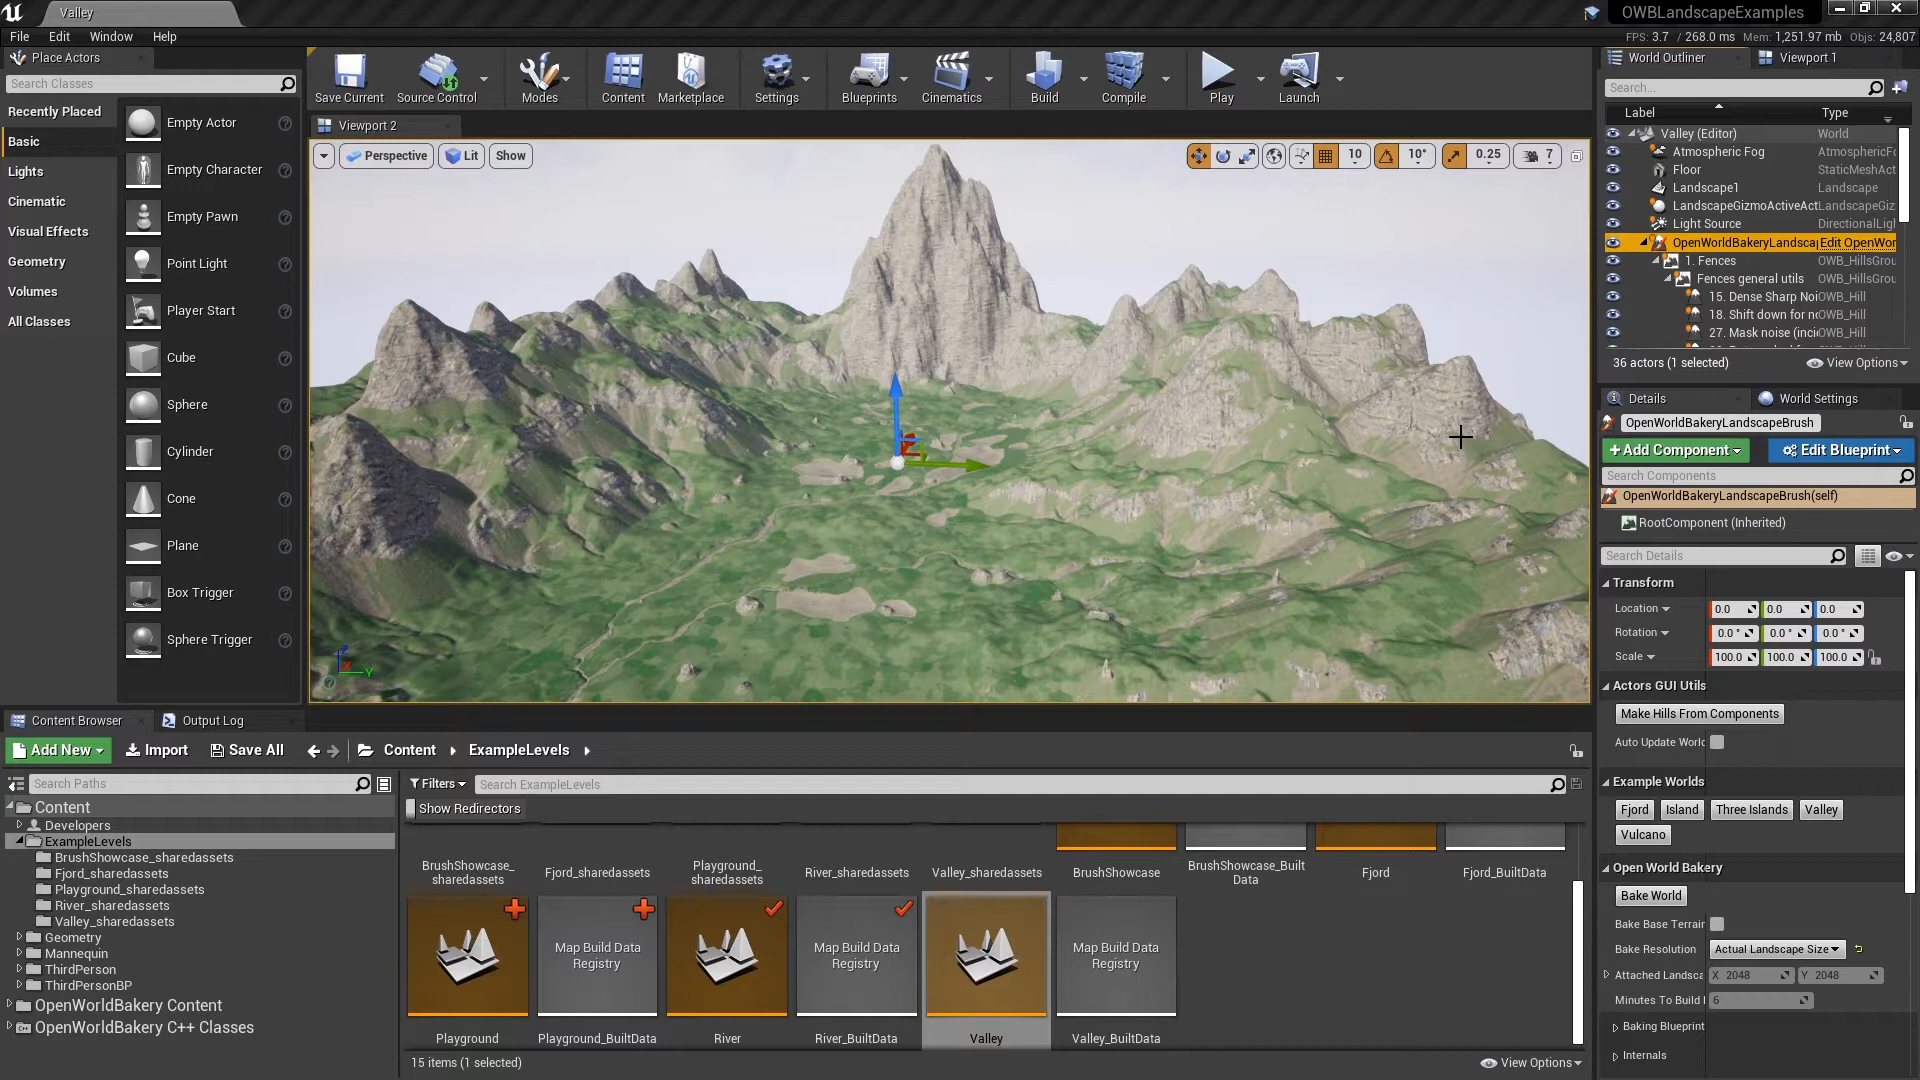 Valley
OWBLandscapeExamples
File Edit Window Help
FPS: 3.7 / 268.0 ms Mem: 1,251.97 mb Objs: 24,807
Place Actors
Search Classes
Recently Placed
Basic
Lights
Cinematic
Visual Effects
Geometry
Volumes
All Classes
Empty Actor
Empty Character
Empty Pawn
Point Light
Player Start
Cube
Sphere
Cylinder
Cone
Plane
Box Trigger
Sphere Trigger
Save Current Source Control Modes Content Marketplace Settings Blueprints Cinematics Build Compile Play Launch
Viewport 2
Perspective Lit Show
10 10° 0.25 7
World Outliner Viewport 1
Search...
Label Type
Valley (Editor) World
Atmospheric Fog AtmosphericFo
Floor StaticMeshAct
Landscape1 Landscape
LandscapeGizmoActiveAct LandscapeGiz
Light Source DirectionalLigh
OpenWorldBakeryLandscap Edit OpenWor
1. Fences OWB_HillsGrou
Fences general utils OWB_HillsGrou
15. Dense Sharp Noi OWB_Hill
18. Shift down for no OWB_Hill
27. Mask noise (inci OWB_Hill
36 actors (1 selected) View Options
Details World Settings
OpenWorldBakeryLandscapeBrush
+Add Component Edit Blueprint
Search Components
OpenWorldBakeryLandscapeBrush(self)
RootComponent (Inherited)
Search Details
Transform
Location 0.0 0.0 0.0
Rotation 0.0 ° 0.0 ° 0.0 °
Scale 100.0 100.0 100.0
Actors GUI Utils
Make Hills From Components
Auto Update World
Example Worlds
Fjord Island Three Islands Valley
Vulcano
Open World Bakery
Bake World
Bake Base Terrain
Bake Resolution Actual Landscape Size
Attached Landsca X 2048 Y 2048
Minutes To Build 6
Baking Blueprint
Internals
Content Browser Output Log
Add New Import Save All Content ExampleLevels
Search Paths
Content
Developers
ExampleLevels
BrushShowcase_sharedassets
Fjord_sharedassets
Playground_sharedassets
River_sharedassets
Valley_sharedassets
Geometry
Mannequin
ThirdPerson
ThirdPersonBP
OpenWorldBakery Content
OpenWorldBakery C++ Classes
Filters Search ExampleLevels
Show Redirectors
BrushShowcase_
sharedassets
Fjord_sharedassets
Playground_
sharedassets
River_sharedassets
Valley_sharedassets
BrushShowcase
BrushShowcase_Built
Data
Fjord
Fjord_BuiltData
Map Build Data
Registry
Map Build Data
Registry
Map Build Data
Registry
Playground Playground_BuiltData River River_BuiltData Valley Valley_BuiltData
15 items (1 selected) View Options
X Y Z